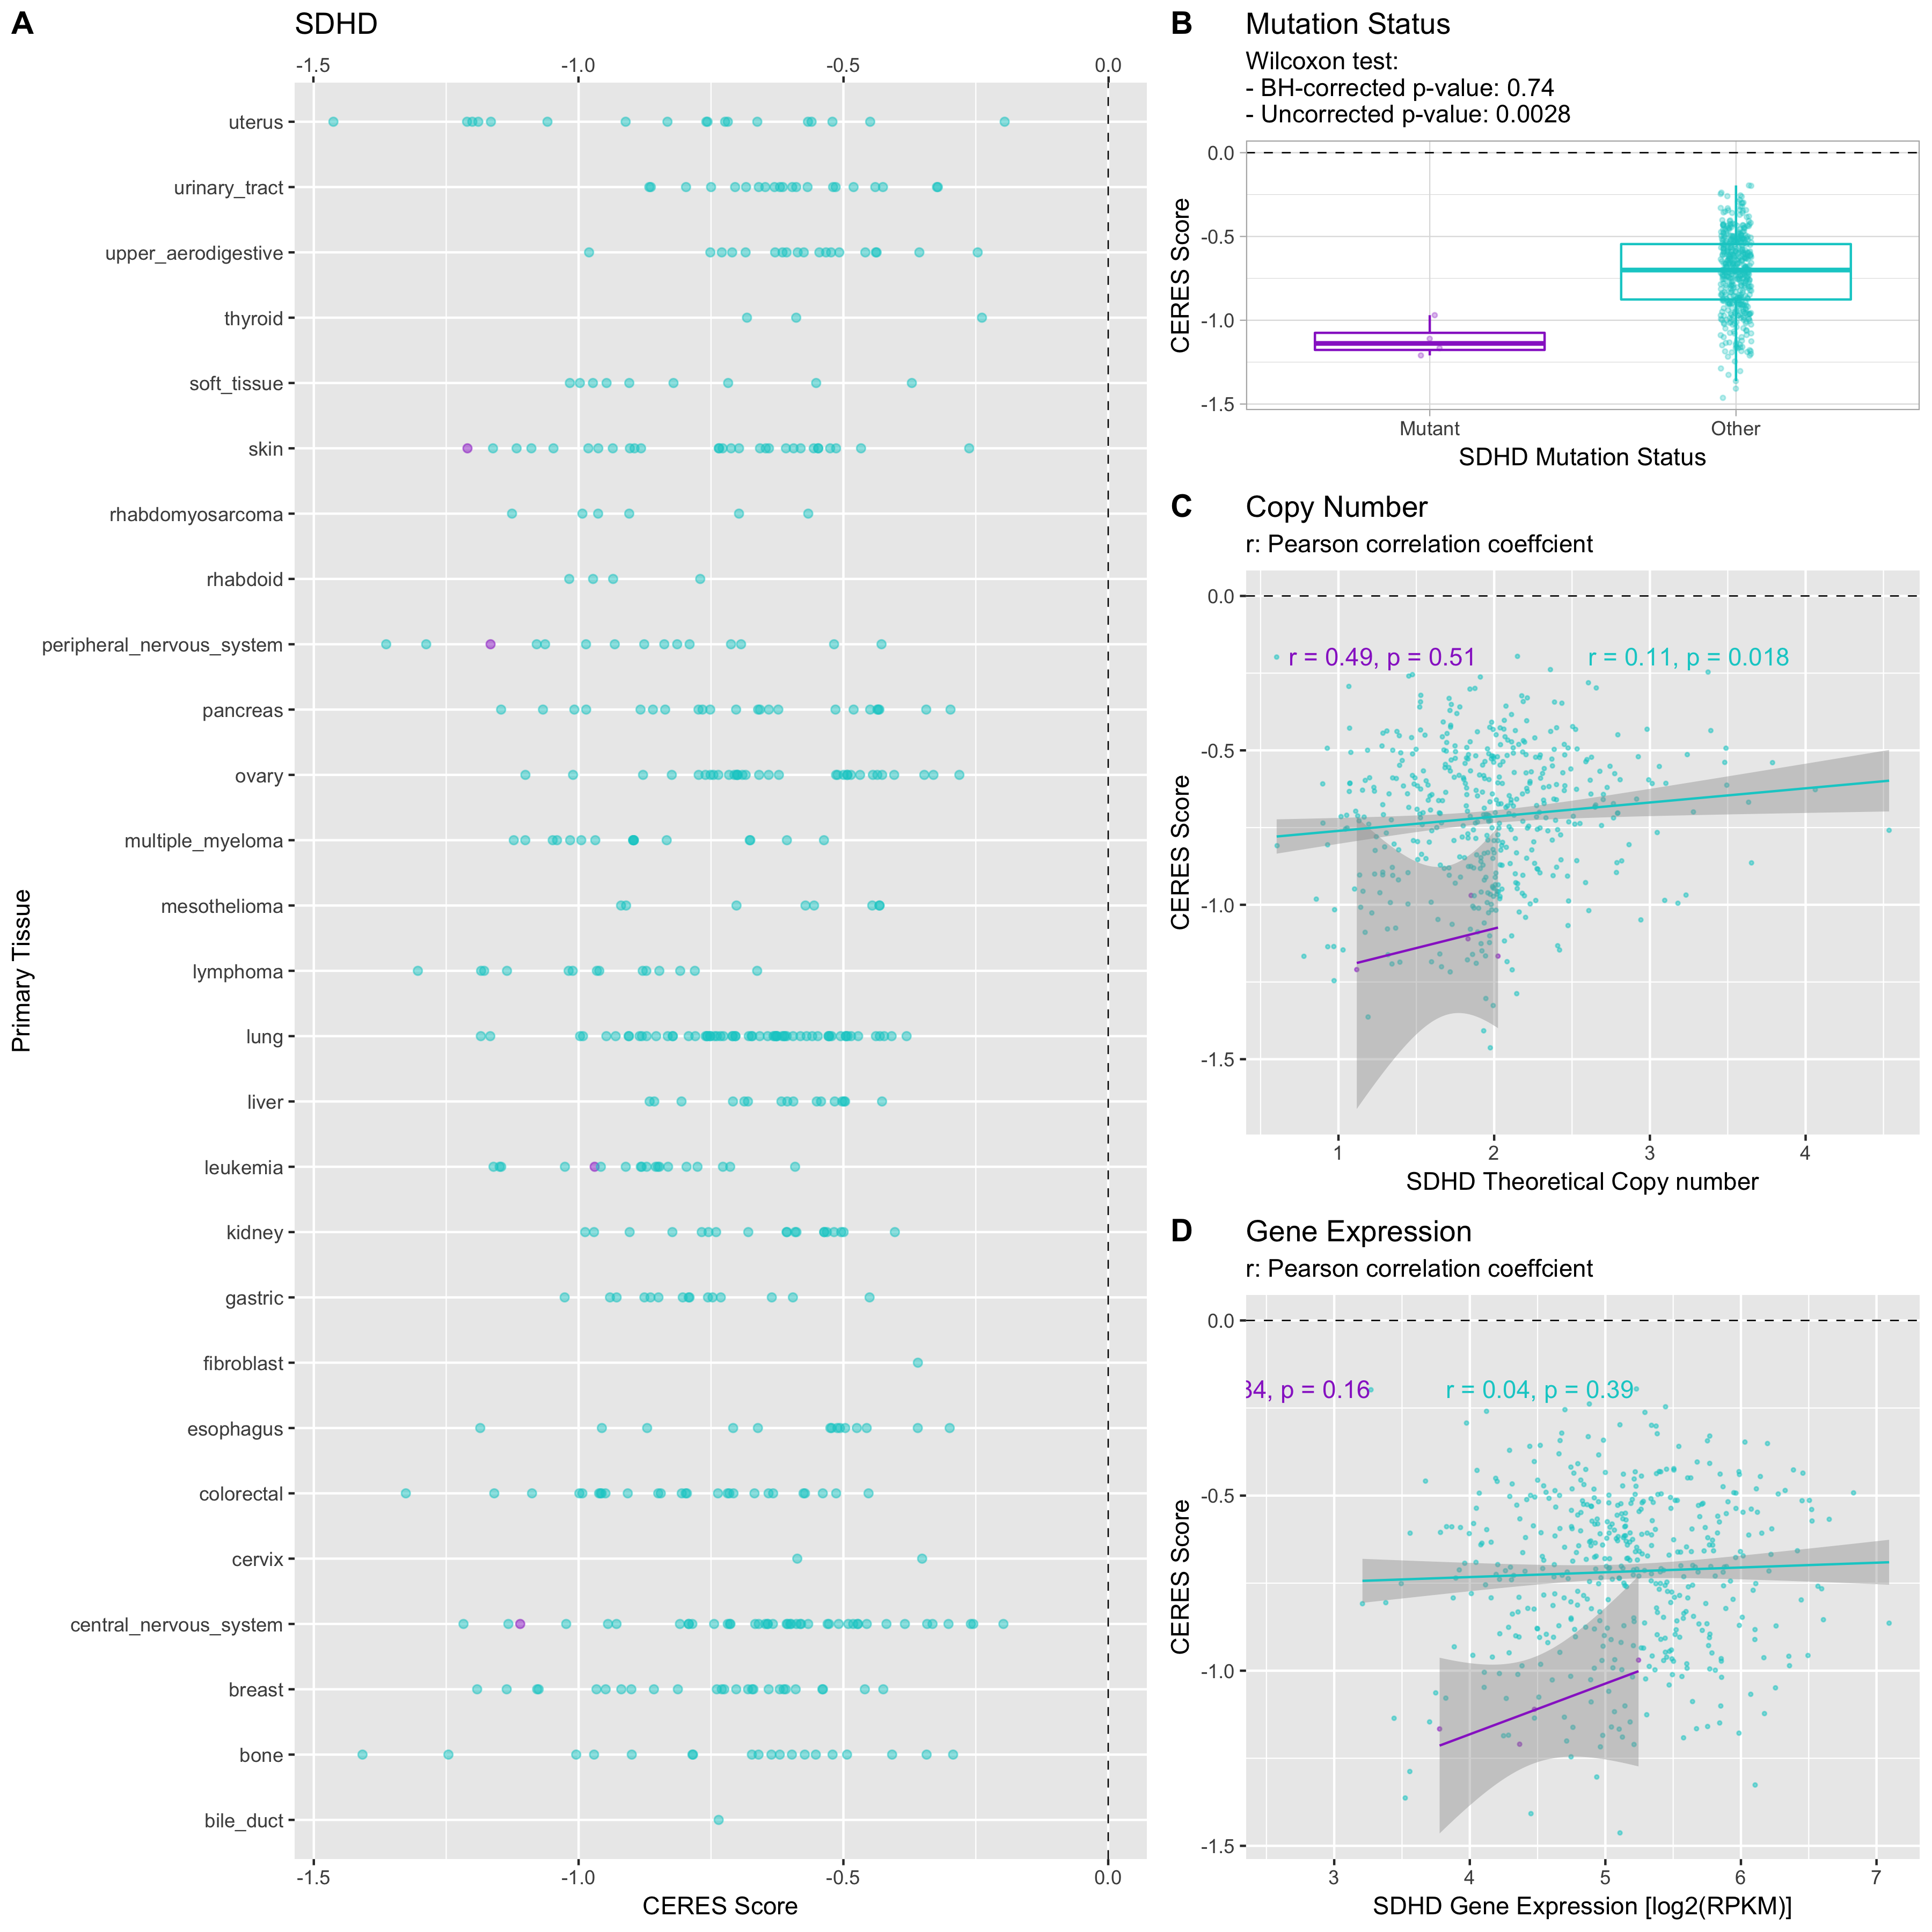 A
SDHD
-1.5 -1.0 -0.5 0.0
uterus
urinary_tract
upper_aerodigestive
thyroid
soft_tissue
skin
rhabdomyosarcoma
rhabdoid
peripheral_nervous_system
pancreas
ovary
multiple_myeloma
mesothelioma
lymphoma
lung
liver
leukemia
kidney
gastric
fibroblast
esophagus
colorectal
cervix
central_nervous_system
breast
bone
bile_duct
Primary Tissue
-1.5 -1.0 -0.5 0.0
CERES Score
B
Mutation Status
Wilcoxon test:
- BH-corrected p-value: 0.74
- Uncorrected p-value: 0.0028
0.0
-0.5
-1.0
-1.5
CERES Score
Mutant Other
SDHD Mutation Status
C
Copy Number
r: Pearson correlation coeffcient
0.0
-0.5
-1.0
-1.5
CERES Score
r = 0.49, p = 0.51
r = 0.11, p = 0.018
1 2 3 4
SDHD Theoretical Copy number
D
Gene Expression
r: Pearson correlation coeffcient
0.0
-0.5
-1.0
-1.5
CERES Score
34, p = 0.16
r = 0.04, p = 0.39
3 4 5 6 7
SDHD Gene Expression [log2(RPKM)]